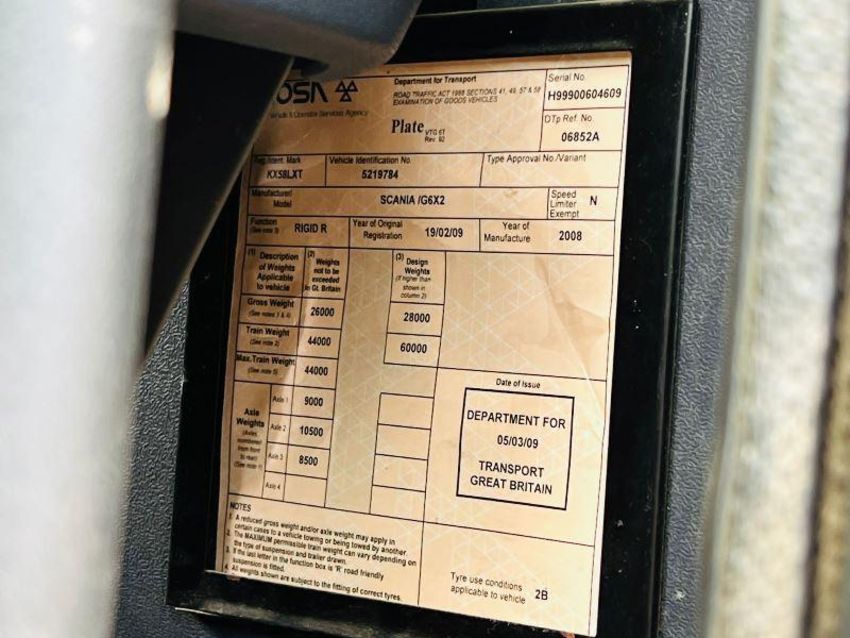 OSA
Vehicle & Operator Services Agency
Department for Transport
ROAD TRAFFIC ACT 1988 SECTIONS 41, 49, 57 & 58
EXAMINATION OF GOODS VEHICLES
Plate VTG 6T
Rev. 92
Serial No.
H99900604609
DTp Ref. No.
06852A
Mark
KX58LXT
Vehicle Identification No.
5219784
Type Approval No./Variant
Manufacturer/
Model
SCANIA /G6X2
Speed
Limiter
Exempt
N
Function
(See note 3)
RIGID R
Year of Original
Registration
19/02/09
Year of
Manufacture
2008
(1) Description
of Weights
Applicable
to vehicle
(2) Weights
not to be
exceeded
in Gt. Britain
(3) Design
Weights
(if higher than
shown in
column 2)
Gross Weight
(See notes 1 & 4)
26000
28000
Train Weight
(See note 2)
44000
60000
Max.Train Weight
(See note 5)
44000
Axle
Weights
(Axles
numbered
from front
to rear)
(See note 1)
Axle 1
9000
Axle 2
10500
Axle 3
8500
Axle 4
Date of Issue
DEPARTMENT FOR
05/03/09
TRANSPORT
GREAT BRITAIN
NOTES
1. A reduced gross weight and/or axle weight may apply in
certain cases to a vehicle towing or being towed by another.
2. The MAXIMUM permissible train weight can vary depending on
the type of suspension and trailer drawn.
3. If the last letter in the function box is 'R' road friendly
suspension is fitted.
4. All weights shown are subject to the fitting of correct tyres.
Tyre use conditions
applicable to vehicle
2B